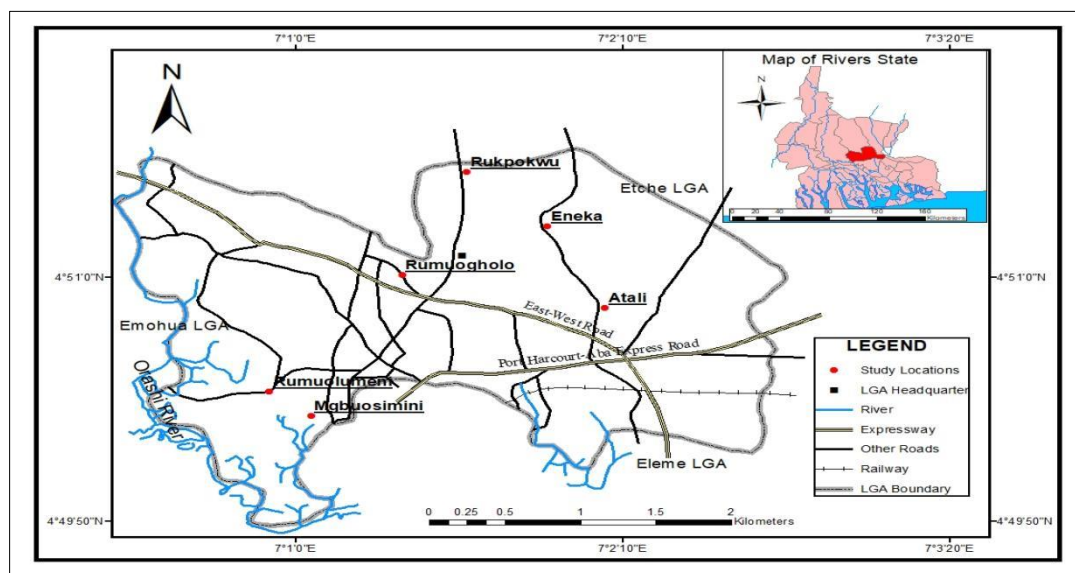 7°1'0"E 7°2'10"E 7°3'20"E
Map of Rivers State
N
N
Rukpokwu
Etche LGA
Eneka
0 40 80 120 160
Kilometers
4°51'0"N
Rumuogholo
4°51'0"N
Atali
East-West Road
Emohua LGA
Port Harcourt-Aba Express Road
LEGEND
Study Locations
LGA Headquarter
River
Expressway
Other Roads
Railway
LGA Boundary
Rumuolumeni
Mgbuosimini
Orashi River
Eleme LGA
4°49'50"N
0 0.25 0.5 1 1.5 2
Kilometers
4°49'50"N
7°1'0"E 7°2'10"E 7°3'20"E